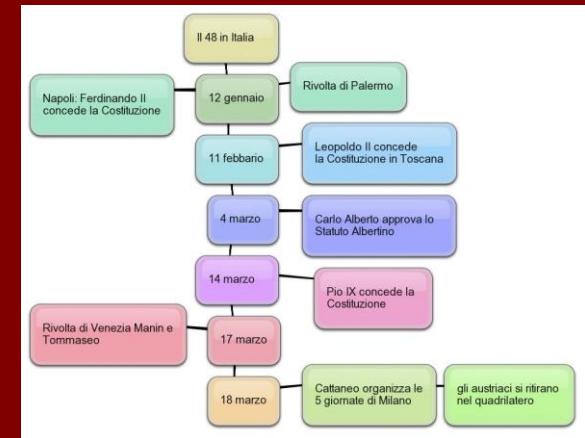 Il 48 in Italia
Napoli: Ferdinando II
concede la Costituzione
12 gennaio
Rivolta di Palermo
11 febbario
Leopoldo II concede
la Costituzione in Toscana
4 marzo
Carlo Alberto approva lo
Statuto Albertino
14 marzo
Pio IX concede la
Costituzione
Rivolta di Venezia Manin e
Tommaseo
17 marzo
18 marzo
Cattaneo organizza le
5 giornate di Milano
gli austriaci si ritirano
nel quadrilatero